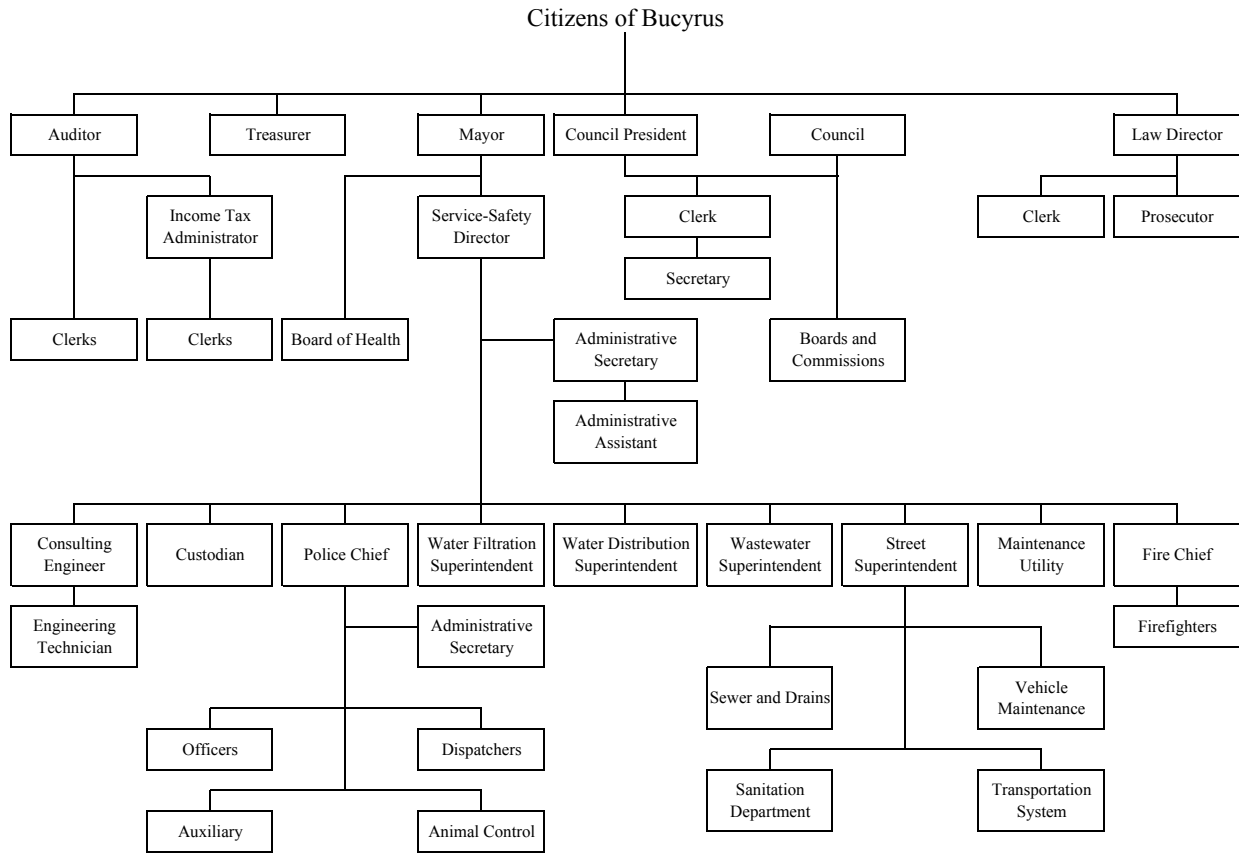 Citizens of Bucyrus
Auditor
Treasurer
Mayor
Council President
Council
Law Director
Income Tax
Administrator
Service-Safety
Director
Clerk
Clerk
Prosecutor
Secretary
Clerks
Clerks
Board of Health
Administrative
Secretary
Boards and
Commissions
Administrative
Assistant
Consulting
Engineer
Custodian
Police Chief
Water Filtration
Superintendent
Water Distribution
Superintendent
Wastewater
Superintendent
Street
Superintendent
Maintenance
Utility
Fire Chief
Engineering
Technician
Administrative
Secretary
Firefighters
Sewer and Drains
Vehicle
Maintenance
Officers
Dispatchers
Sanitation
Department
Transportation
System
Auxiliary
Animal Control